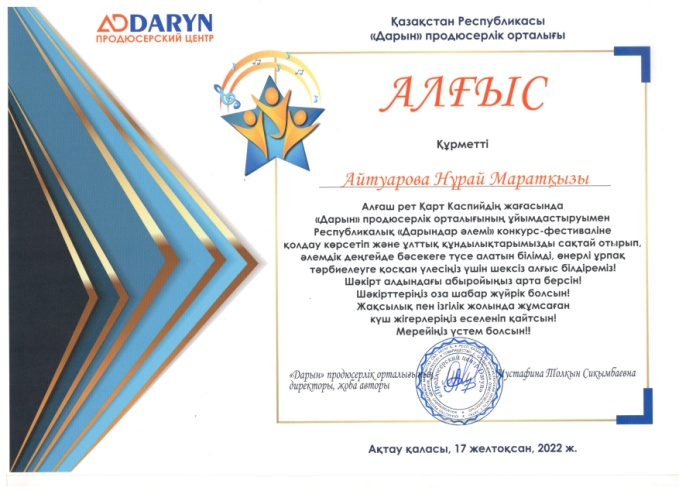 DARYN
ПРОДЮСЕРСКИЙ ЦЕНТР
Қазақстан Республикасы
«Дарын» продюсерлік орталығы
АЛҒЫС
Құрметті
Айтуарова Нұрай Маратқызы
Алғаш рет Қарт Каспийдің жағасында
«Дарын» продюсерлік орталығының ұйымдастыруымен
Республикалық «Дарындар әлемі» конкурс-фестиваліне
қолдау көрсетіп және ұлттық құндылықтарымызды сақтай отырып,
әлемдік деңгейде бәсекеге түсе алатын білімді, өнерлі ұрпақ
тәрбиелеуге қосқан үлесіңіз үшін шексіз алғыс білдіреміз!
Шәкірт алдындағы абыройыңыз арта берсін!
Шәкірттеріңіз оза шабар жүйрік болсын!
Жақсылық пен ізгілік жолында жұмсаған
күш жігерлеріңіз еселеніп қайтсын!
Мерейіңіз үстем болсын!!
«Дарын» продюсерлік орталығының Мустафина Толқын Сиқымбаевна
директоры, жоба авторы
Ақтау қаласы, 17 желтоқсан, 2022 ж.